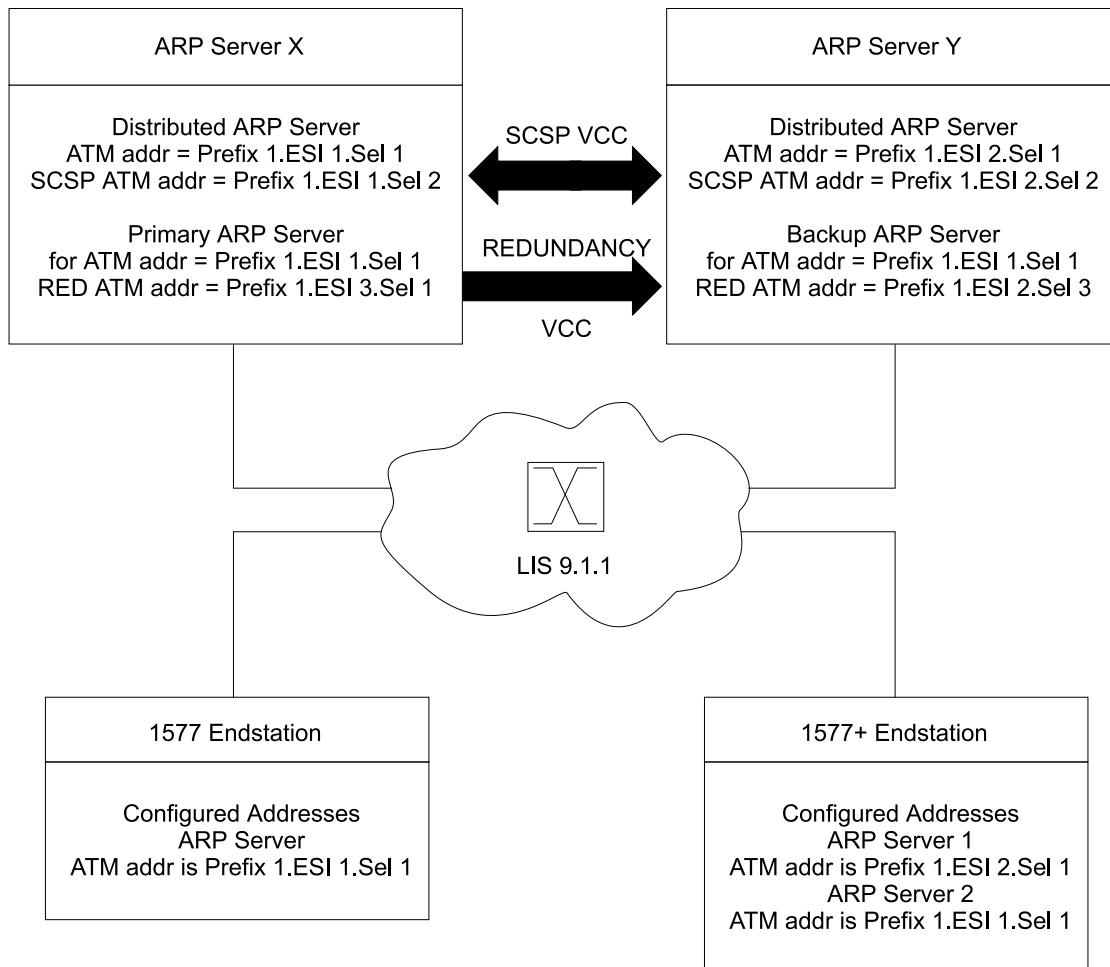 ARP Server X
Distributed ARP Server
ATM addr = Prefix 1.ESI 1.Sel 1
SCSP ATM addr = Prefix 1.ESI 1.Sel 2
Primary ARP Server
for ATM addr = Prefix 1.ESI 1.Sel 1
RED ATM addr = Prefix 1.ESI 3.Sel 1
SCSP VCC
REDUNDANCY
VCC
ARP Server Y
Distributed ARP Server
ATM addr = Prefix 1.ESI 2.Sel 1
SCSP ATM addr = Prefix 1.ESI 2.Sel 2
Backup ARP Server
for ATM addr = Prefix 1.ESI 1.Sel 1
RED ATM addr = Prefix 1.ESI 2.Sel 3
LIS 9.1.1
1577 Endstation
Configured Addresses
ARP Server
ATM addr is Prefix 1.ESI 1.Sel 1
1577+ Endstation
Configured Addresses
ARP Server 1
ATM addr is Prefix 1.ESI 2.Sel 1
ARP Server 2
ATM addr is Prefix 1.ESI 1.Sel 1